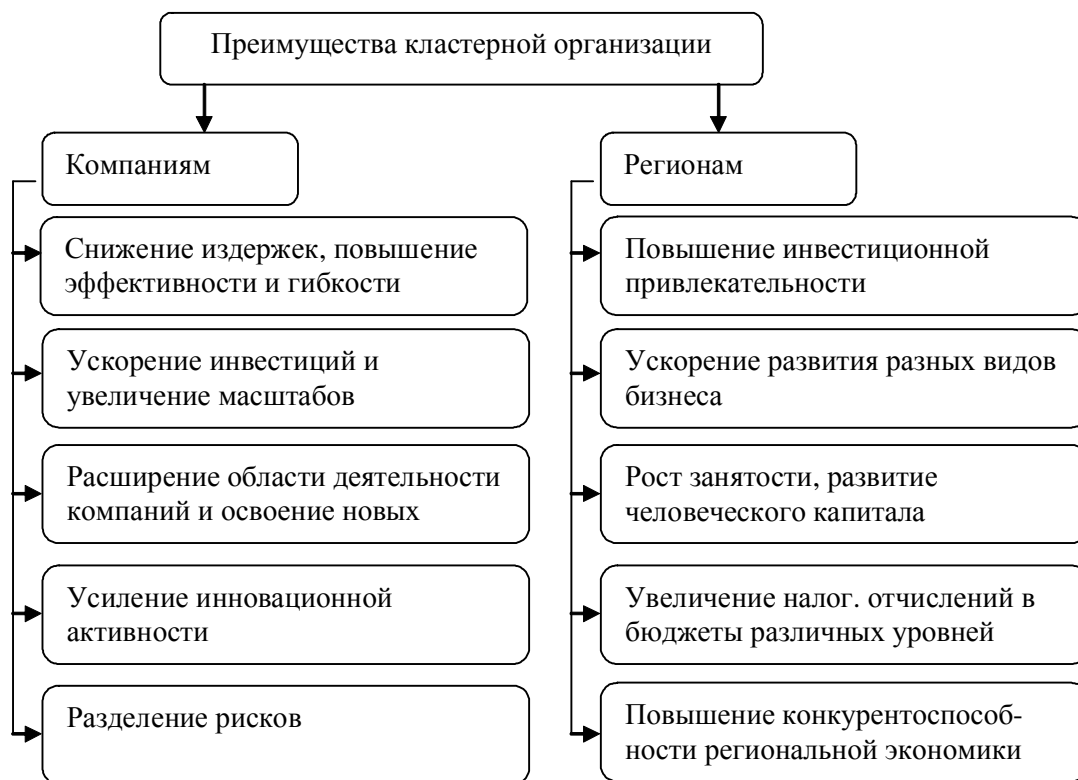 Преимущества кластерной организации
Компаниям
Снижение издержек, повышение
эффективности и гибкости
Ускорение инвестиций и
увеличение масштабов
Расширение области деятельности
компаний и освоение новых
Усиление инновационной
активности
Разделение рисков
Регионам
Повышение инвестиционной
привлекательности
Ускорение развития разных видов
бизнеса
Рост занятости, развитие
человеческого капитала
Увеличение налог. отчислений в
бюджеты различных уровней
Повышение конкурентоспособ-
ности региональной экономики